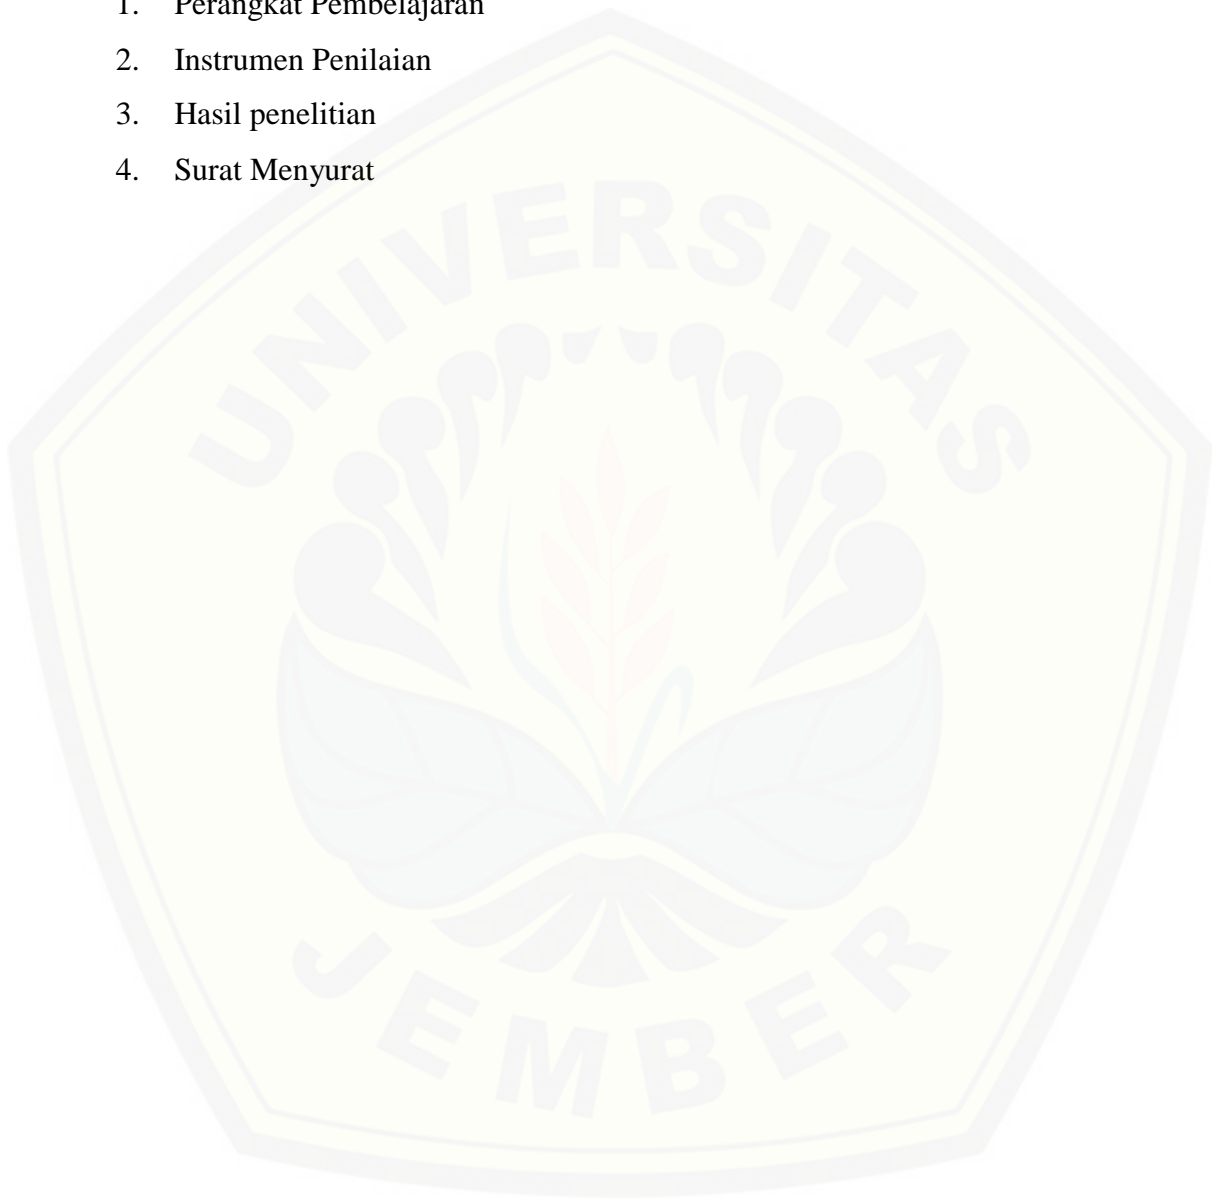 1. Perangkat Pembelajaran
2. Instrumen Penilaian
3. Hasil penelitian
4. Surat Menyurat
UNIVERSITAS
JEMBER